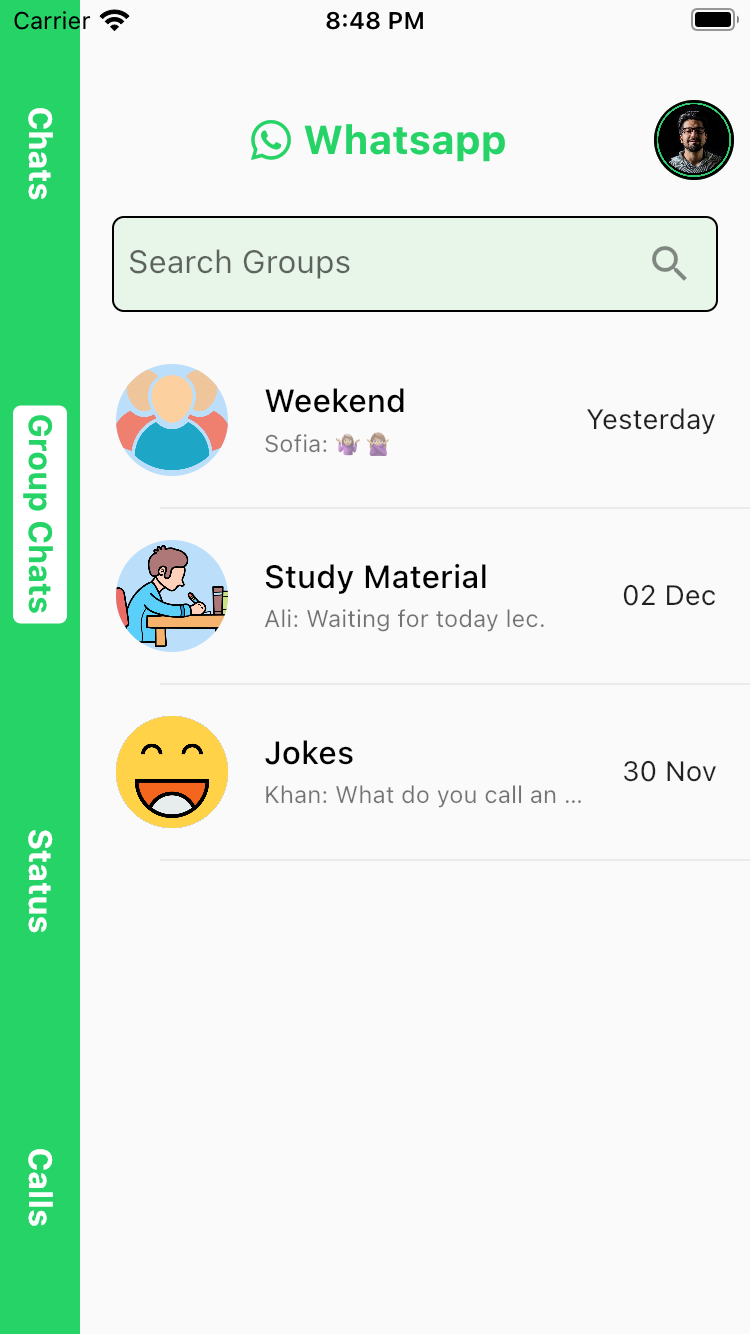 Carrier 8:48 PM
Chats
Group Chats
Status
Calls
Whatsapp
Search Groups
Weekend
Sofia: 🤷🏽‍♀️ 🙅🏽‍♀️
Yesterday
Study Material
Ali: Waiting for today lec.
02 Dec
Jokes
Khan: What do you call an ...
30 Nov